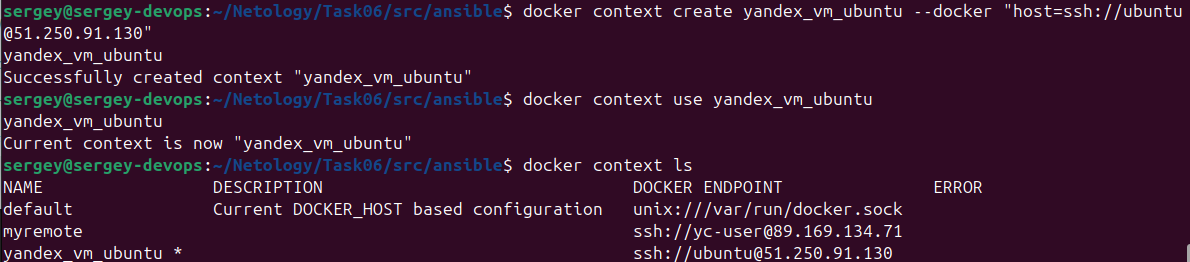 sergey@sergey-devops:~/Netology/Task06/src/ansible$ docker context create yandex_vm_ubuntu --docker "host=ssh://ubuntu
@51.250.91.130"
yandex_vm_ubuntu
Successfully created context "yandex_vm_ubuntu"
sergey@sergey-devops:~/Netology/Task06/src/ansible$ docker context use yandex_vm_ubuntu
yandex_vm_ubuntu
Current context is now "yandex_vm_ubuntu"
sergey@sergey-devops:~/Netology/Task06/src/ansible$ docker context ls
NAME                 DESCRIPTION                               DOCKER ENDPOINT               ERROR
default              Current DOCKER_HOST based configuration   unix:///var/run/docker.sock
myremote                                                       ssh://yc-user@89.169.134.71
yandex_vm_ubuntu *                                             ssh://ubuntu@51.250.91.130